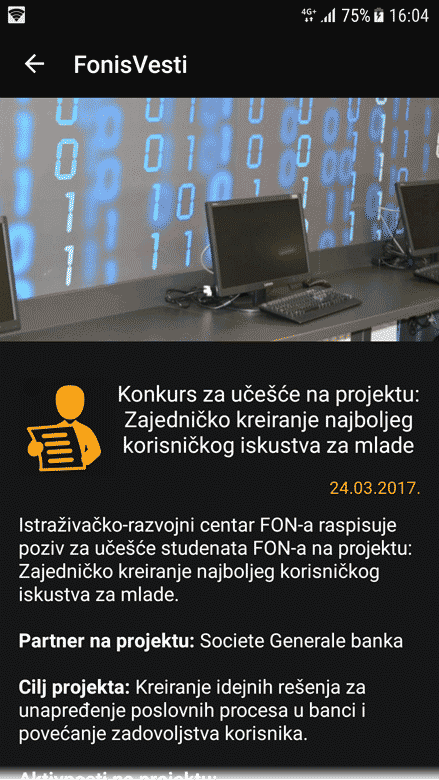 4G+ 75% 16:04
FonisVesti
Konkurs za učešće na projektu:
Zajedničko kreiranje najboljeg
korisničkog iskustva za mlade
24.03.2017.
Istraživačko-razvojni centar FON-a raspisuje
poziv za učešće studenata FON-a na projektu:
Zajedničko kreiranje najboljeg korisničkog
iskustva za mlade.
Partner na projektu: Societe Generale banka
Cilj projekta: Kreiranje idejnih rešenja za
unapređenje poslovnih procesa u banci i
povećanje zadovoljstva korisnika.
Aktivnosti na projektu: